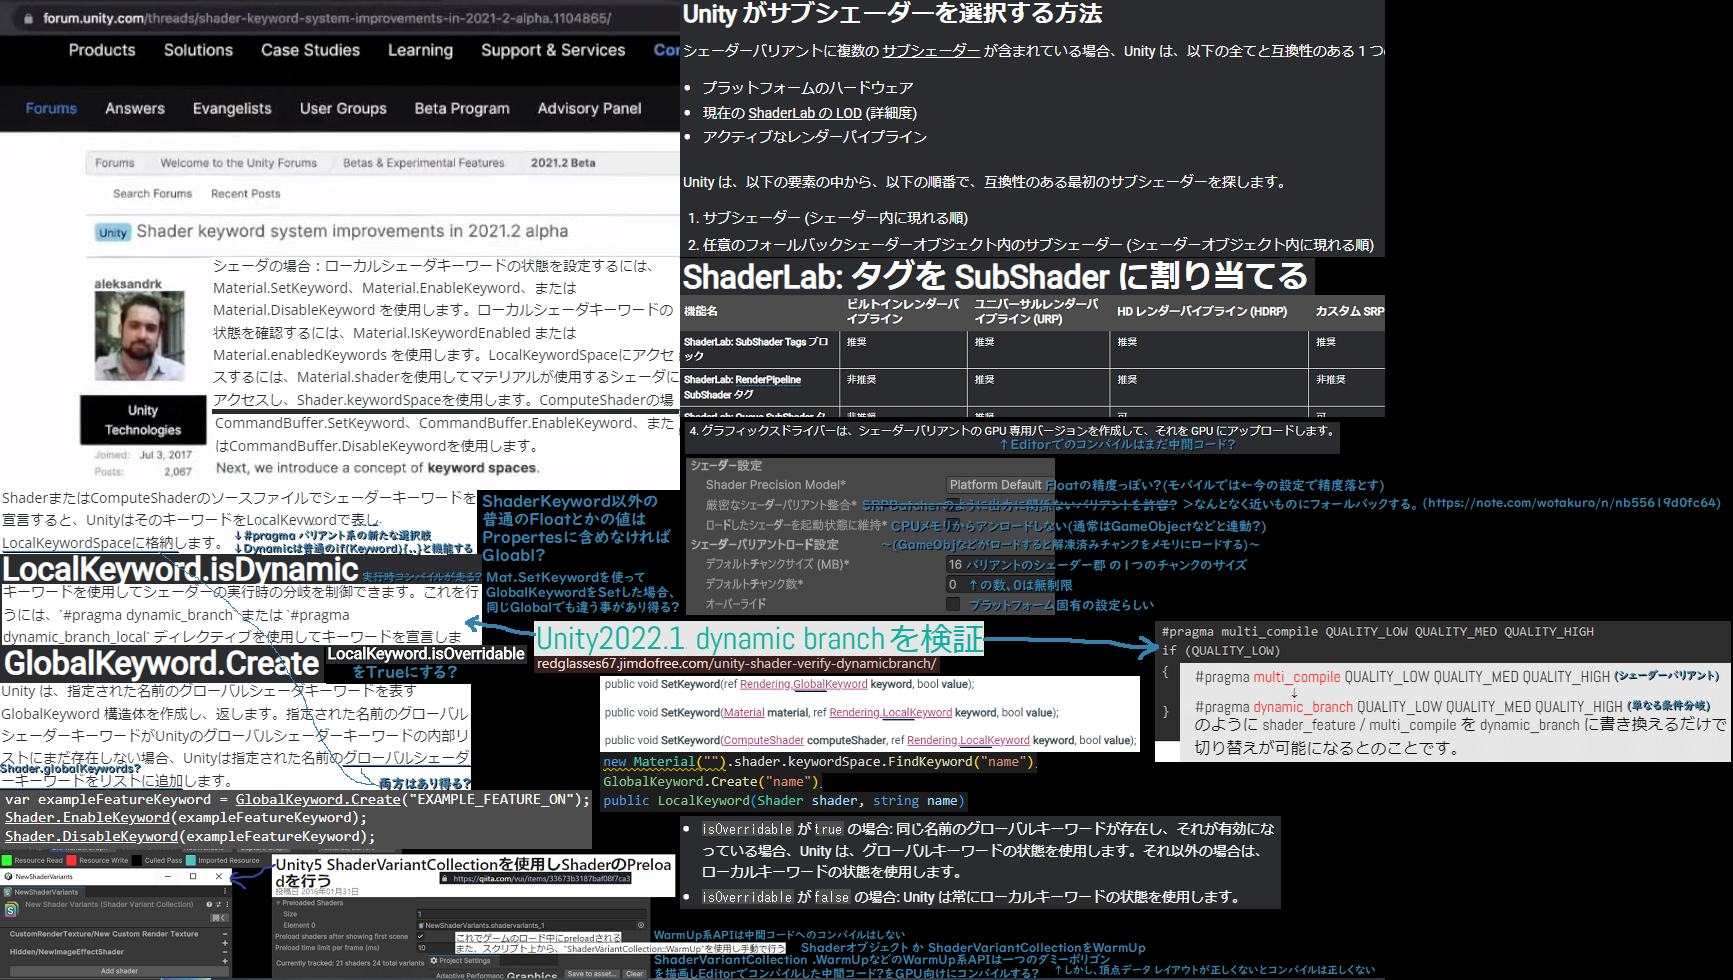 forum.unity.com/threads/shader-keyword-system-improvements-in-2021-2-alpha.1104865/
Products Solutions Case Studies Learning Support & Services Co
Forums Answers Evangelists User Groups Beta Program Advisory Panel
Forums Welcome to the Unity Forums Betas & Experimental Features 2021.2 Beta
Search Forums Recent Posts
Unity Shader keyword system improvements in 2021.2 alpha
aleksandrk
Unity Technologies
Joined: Jul 3, 2017
Posts: 2,067
シェーダの場合：ローカルシェーダキーワードの状態を設定するには、
Material.SetKeyword、Material.EnableKeyword、または
Material.DisableKeyword を使用します。ローカルシェーダキーワードの
状態を確認するには、Material.IsKeywordEnabled または
Material.enabledKeywords を使用します。LocalKeywordSpaceにアクセ
スするには、Material.shaderを使用してマテリアルが使用するシェーダに
アクセスし、Shader.keywordSpaceを使用します。ComputeShaderの場
CommandBuffer.SetKeyword、CommandBuffer.EnableKeyword、また
はCommandBuffer.DisableKeywordを使用します。
Next, we introduce a concept of keyword spaces.
ShaderまたはComputeShaderのソースファイルでシェーダーキーワードを
宣言すると、UnityはそのキーワードをLocalKeywordで表し、
LocalKeywordSpaceに格納します。
↓#pragma バリアント系の新たな選択肢
↓Dynamicは普通のif(Keyword){..}と機能する
LocalKeyword.isDynamic
実行時コンパイルが走る?
キーワードを使用してシェーダーの実行時の分岐を制御できます。これを行
うには、`#pragma dynamic_branch` または `#pragma
dynamic_branch_local` ディレクティブを使用してキーワードを宣言しま
GlobalKeyword.Create
LocalKeyword.isOverridable
をTrueにする?
Unity は、指定された名前のグローバルシェーダキーワードを表す
GlobalKeyword 構造体を作成し、返します。指定された名前のグローバル
シェーダーキーワードがUnityのグローバルシェーダーキーワードの内部リ
ストにまだ存在しない場合、Unityは指定された名前のグローバルシェーダ
ーキーワードをリストに追加します。
Shader.globalKeywords?
両方はあり得る?
var exampleFeatureKeyword = GlobalKeyword.Create("EXAMPLE_FEATURE_ON");
Shader.EnableKeyword(exampleFeatureKeyword);
Shader.DisableKeyword(exampleFeatureKeyword);
Resource Read Resource Write Culled Pass Imported Resource
NewShaderVariants
NewShaderVariants
New Shader Variants (Shader Variant Collection)
開く
CustomRenderTexture/New Custom Render Texture
Hidden/NewImageEffectShader
Add shader
ShaderKeyword以外の
普通のFloatとかの値は
Propertesに含めなければ
Gloabl?
Mat.SetKeywordを使って
GlobalKeywordをSetした場合、
同じGlobalでも違う事があり得る?
Unity2022.1 dynamic branchを検証
redglasses67.jimdofree.com/unity-shader-verify-dynamicbranch/
public void SetKeyword(ref Rendering.GlobalKeyword keyword, bool value);
public void SetKeyword(Material material, ref Rendering.LocalKeyword keyword, bool value);
public void SetKeyword(ComputeShader computeShader, ref Rendering.LocalKeyword keyword, bool value);
new Material("").shader.keywordSpace.FindKeyword("name")
GlobalKeyword.Create("name")
public LocalKeyword(Shader shader, string name)
Unity5 ShaderVariantCollectionを使用しShaderのPreloa
dを行う
投稿日 2016年01月31日
https://qiita.com/vui/items/33673b3187baf08f7ca3
Preloaded Shaders
Size 1
Element 0 NewShaderVariants.shadervariants_1
Preload shaders after showing first scene
Preload time limit per frame (ms) 10
Currently tracked: 21 shaders 24 total variants
これでゲームのロード中にpreloadされる
また、スクリプト上から、"ShaderVariantCollection::WarmUp"を使用し手動で行う
Project Settings
Adaptive Performanc Graphics
Save to asset... Clear
Unity がサブシェーダーを選択する方法
シェーダーバリアントに複数の サブシェーダー が含まれている場合、Unity は、以下の全てと互換性のある 1 つ
• プラットフォームのハードウェア
• 現在の ShaderLab の LOD (詳細度)
• アクティブなレンダーパイプライン
Unity は、以下の要素の中から、以下の順番で、互換性のある最初のサブシェーダーを探します。
1. サブシェーダー (シェーダー内に現れる順)
2. 任意のフォールバックシェーダーオブジェクト内のサブシェーダー (シェーダーオブジェクト内に現れる順)
ShaderLab: タグを SubShader に割り当てる
機能名 ビルトインレンダーパイプライン ユニバーサルレンダーパイプライン (URP) HD レンダーパイプライン (HDRP) カスタム SRP
ShaderLab: SubShader Tags ブロック 推奨 推奨 推奨 推奨
ShaderLab: RenderPipeline SubShader タグ 非推奨 推奨 推奨 非推奨
4. グラフィックスドライバーは、シェーダーバリアントの GPU 専用バージョンを作成して、それを GPU にアップロードします。
↑Editorでのコンパイルはまだ中間コード?
シェーダー設定
Shader Precision Model* Platform Default Floatの精度っぽい?(モバイルでは←今の設定で精度落とす)
厳密なシェーダーバリアント整合* SRPBatcherのように出力に関係ないバリアントを許容? >なんとなく近いものにフォールバックする。(https://note.com/wotakuro/n/nb55619d0fc64)
ロードしたシェーダーを起動状態に維持* CPUメモリからアンロードしない(通常はGameObjectなどと連動?)
シェーダーバリアントロード設定 ～(GameObjなどがロードすると解凍済みチャンクをメモリにロードする)～
デフォルトチャンクサイズ (MB)* 16 バリアントのシェーダー郡 の1つのチャンクのサイズ
デフォルトチャンク数* 0 ↑の数、0は無制限
オーバーライド プラットフォーム固有の設定らしい
#pragma multi_compile QUALITY_LOW QUALITY_MED QUALITY_HIGH
if (QUALITY_LOW)
{
}
#pragma multi_compile QUALITY_LOW QUALITY_MED QUALITY_HIGH (シェーダーバリアント)
↓
#pragma dynamic_branch QUALITY_LOW QUALITY_MED QUALITY_HIGH (単なる条件分岐)
のように shader_feature / multi_compile を dynamic_branch に書き換えるだけで
切り替えが可能になるとのことです。
• isOverridable が true の場合: 同じ名前のグローバルキーワードが存在し、それが有効にな
っている場合、Unity は、グローバルキーワードの状態を使用します。それ以外の場合は、
ローカルキーワードの状態を使用します。
• isOverridable が false の場合: Unity は常にローカルキーワードの状態を使用します。
WarmUp系APIは中間コードへのコンパイルはしない
Shaderオブジェクト か ShaderVariantCollectionをWarmUp
ShaderVariantCollection .WarmUpなどのWarmUp系APIは一つのダミーポリゴン
を描画しEditorでコンパイルした中間コード?をGPU向けにコンパイルする? ↑しかし、頂点データ レイアウトが正しくないとコンパイルは正しくない